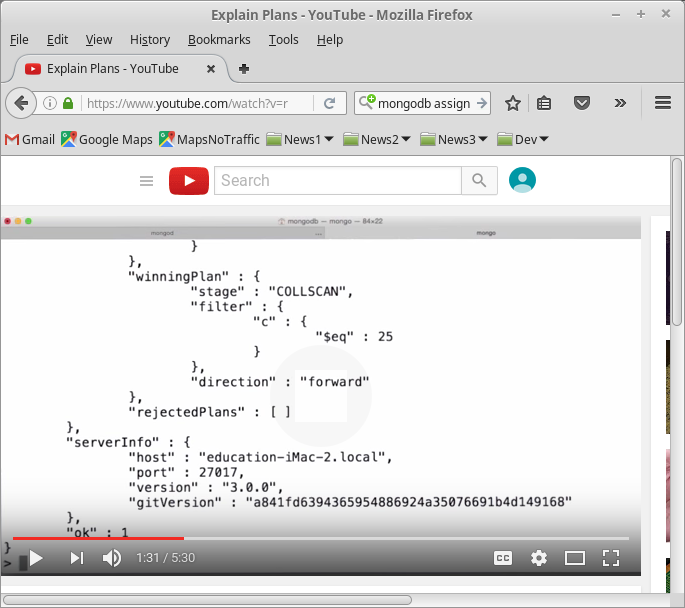 Explain Plans - YouTube - Mozilla Firefox
File Edit View History Bookmarks Tools Help
Explain Plans - YouTube
https://www.youtube.com/watch?v=r
mongodb assign
Gmail Google Maps MapsNoTraffic News1 News2 News3 Dev
Search
mongodb — mongo — 84×22
mongod mongo
}
},
"winningPlan" : {
"stage" : "COLLSCAN",
"filter" : {
"c" : {
"$eq" : 25
}
},
"direction" : "forward"
},
"rejectedPlans" : [ ]
},
"serverInfo" : {
"host" : "education-iMac-2.local",
"port" : 27017,
"version" : "3.0.0",
"gitVersion" : "a841fd6394365954886924a35076691b4d149168"
},
"ok" : 1
}
>
1:31 / 5:30
CC